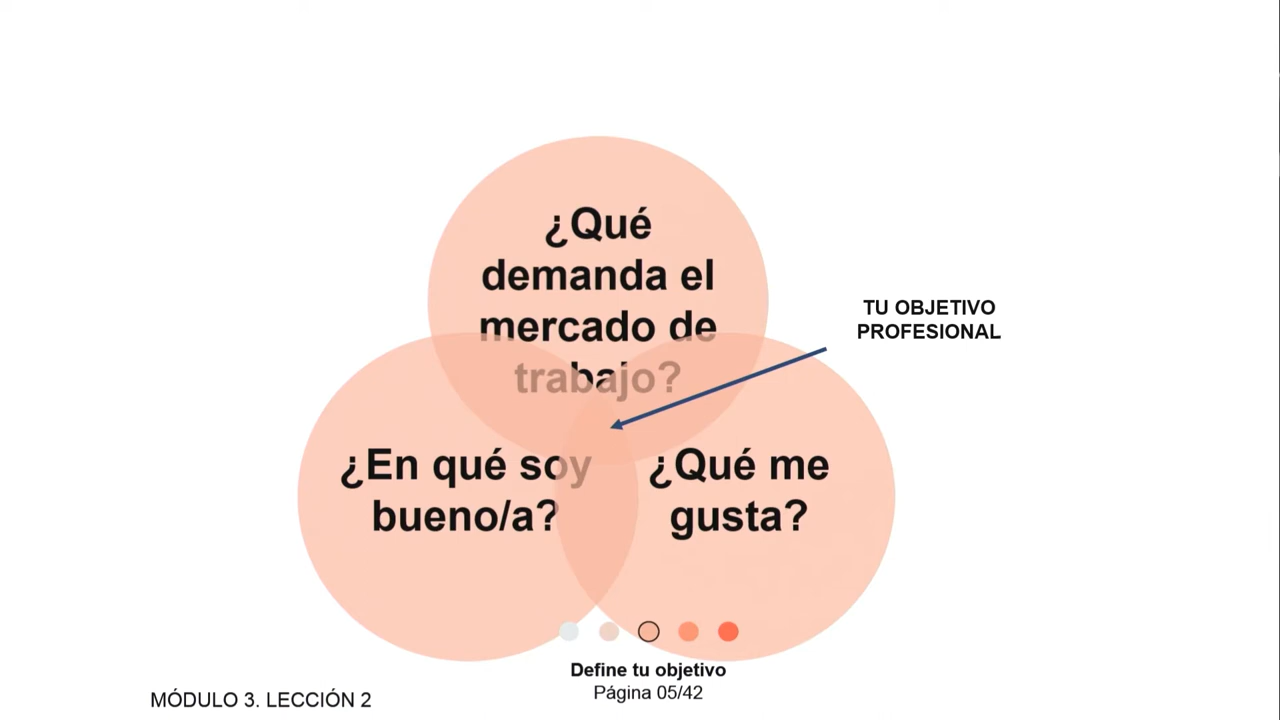 ¿Qué
demanda el
mercado de
trabajo?
TU OBJETIVO
PROFESIONAL
¿En qué soy
bueno/a?
¿Qué me
gusta?
Define tu objetivo
Página 05/42
MÓDULO 3. LECCIÓN 2